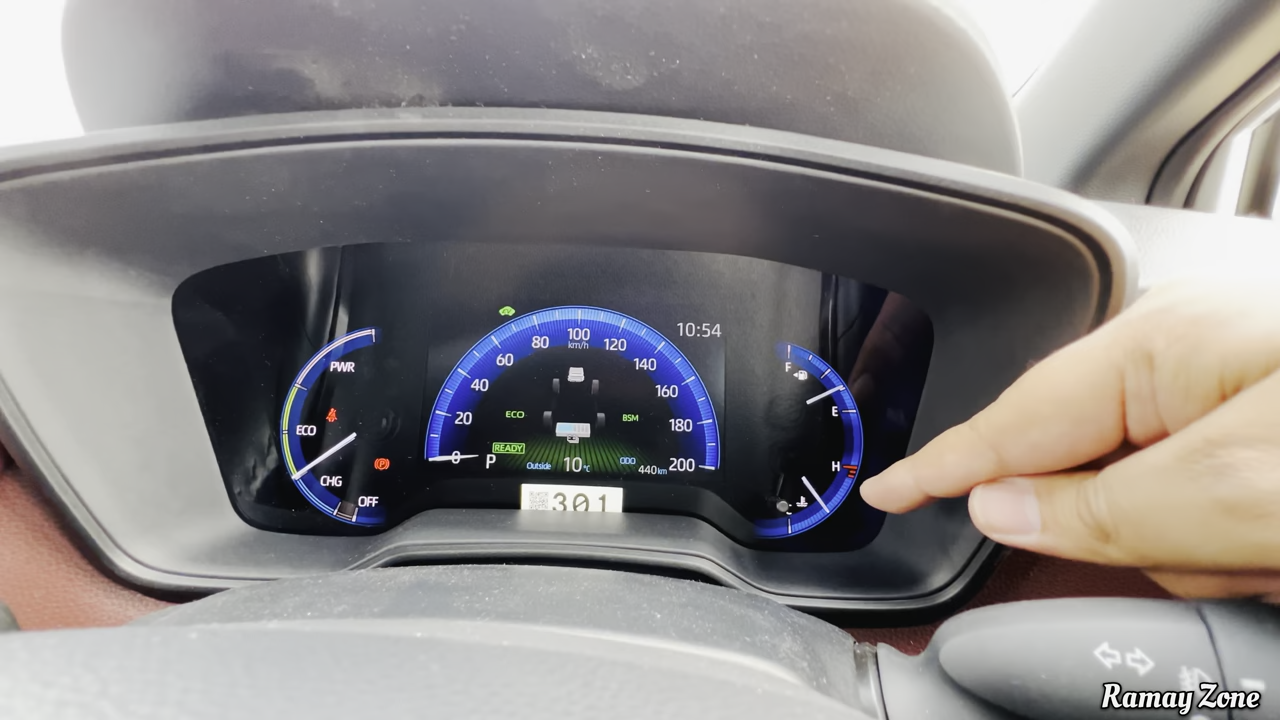 PWR
ECO
CHG
OFF
10:54
0
20
40
60
80
100
km/h
120
140
160
180
200
ECO
BSM
READY
P
Outside
10℃
ODO
440km
301
F
E
H
C
Ramay Zone